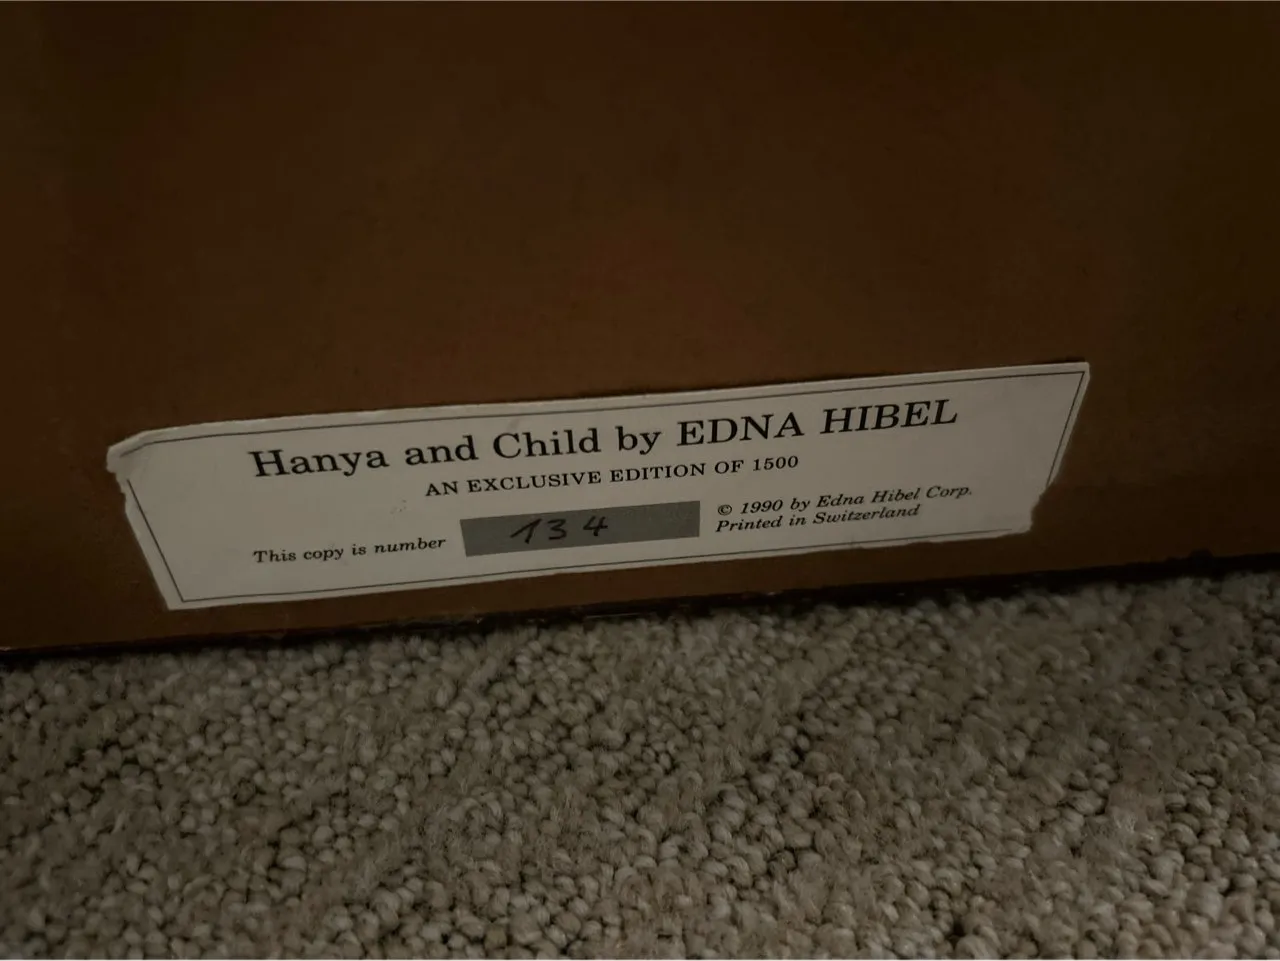 Hanya and Child by EDNA HIBEL
AN EXCLUSIVE EDITION OF 1500
This copy is number 134
© 1990 by Edna Hibel Corp.
Printed in Switzerland